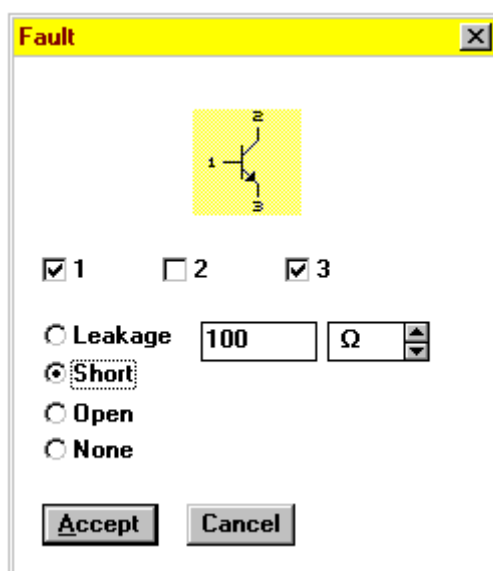 Fault
2
1
3
1 2 3
Leakage 100 Ω
Short
Open
None
Accept Cancel